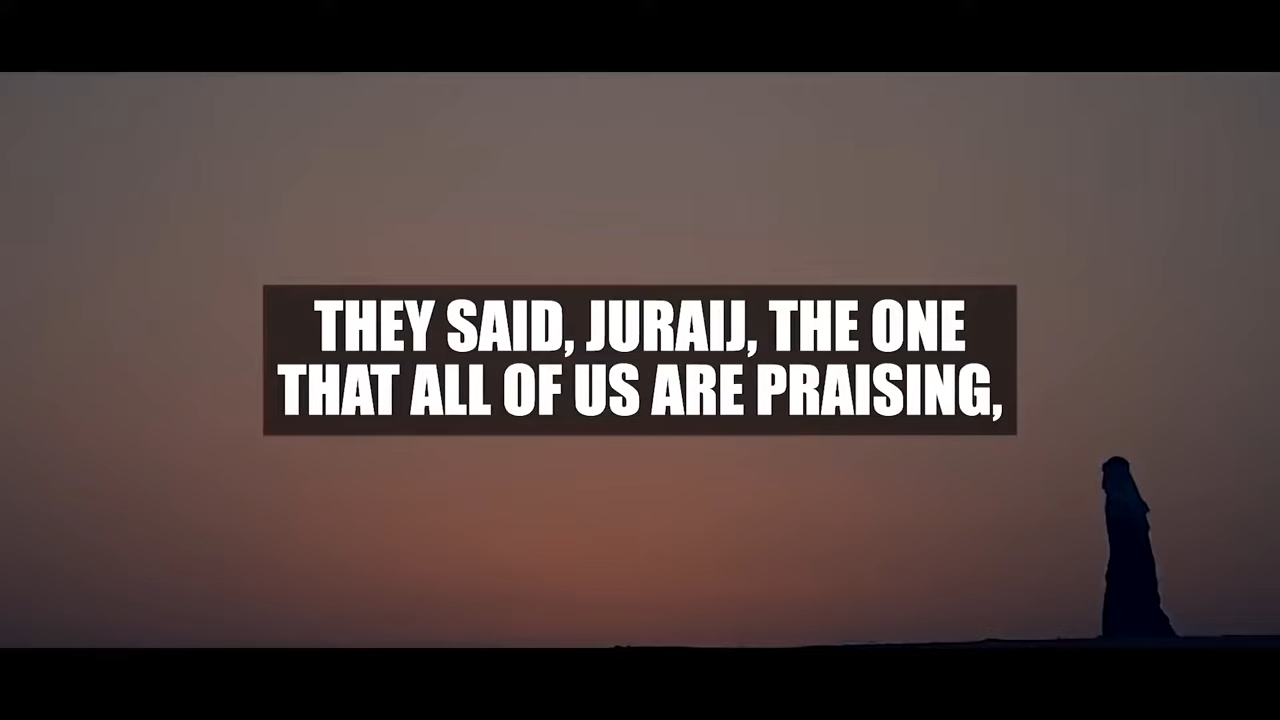 THEY SAID, JURAIJ, THE ONE
THAT ALL OF US ARE PRAISING,